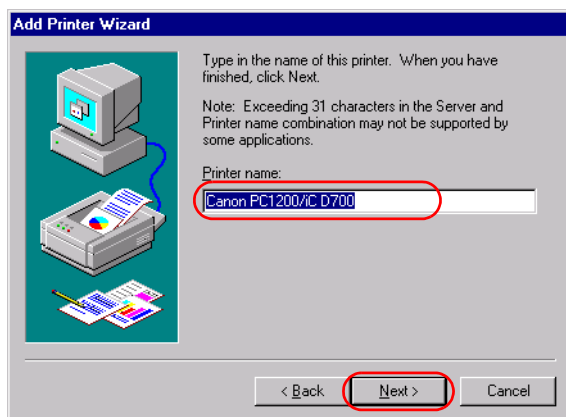 Add Printer Wizard
Type in the name of this printer.  When you have
finished, click Next.
Note:  Exceeding 31 characters in the Server and
Printer name combination may not be supported by
some applications.
Printer name:
Canon PC1200/iC D700
< Back
Next >
Cancel